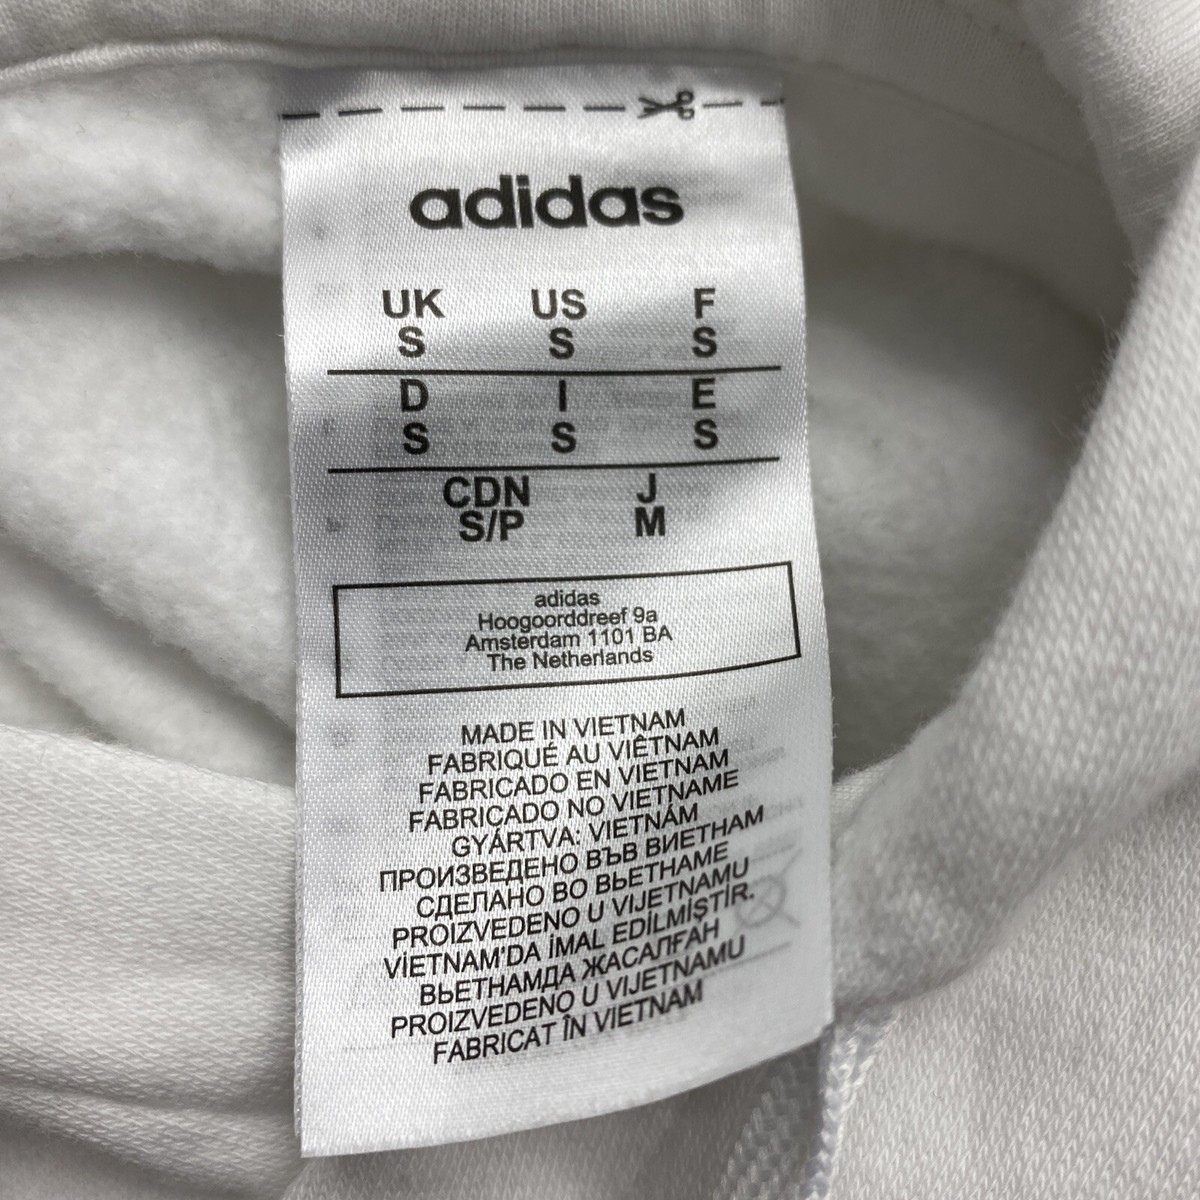 adidas
UK US F
S S S
D I E
S S S
CDN J
S/P M
adidas
Hoogoorddreef 9a
Amsterdam 1101 BA
The Netherlands
MADE IN VIETNAM
FABRIQUÉ AU VIÊTNAM
FABRICADO EN VIETNAM
FABRICADO NO VIETNAME
GYÁRTVA: VIETNÁM
ПРОИЗВЕДЕНО ВЪВ ВИЕТНАМ
СДЕЛАНО ВО ВЬЕТНАМЕ
PROIZVEDENO U VIJETNAMU
VIETNAM'DA İMAL EDİLMİŞTİR.
ВЬЕТНАМДА ЖАСАЛҒАН
PROIZVEDENO U VIJETNAMU
FABRICAT ÎN VIETNAM